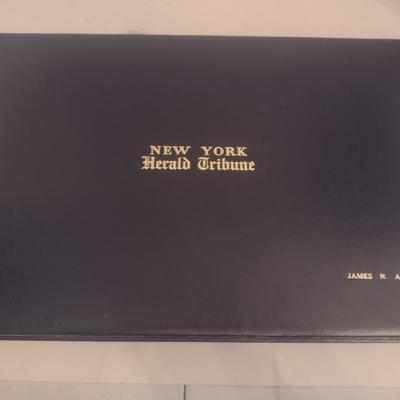 NEW YORK
Herald Tribune
JAMES N. A